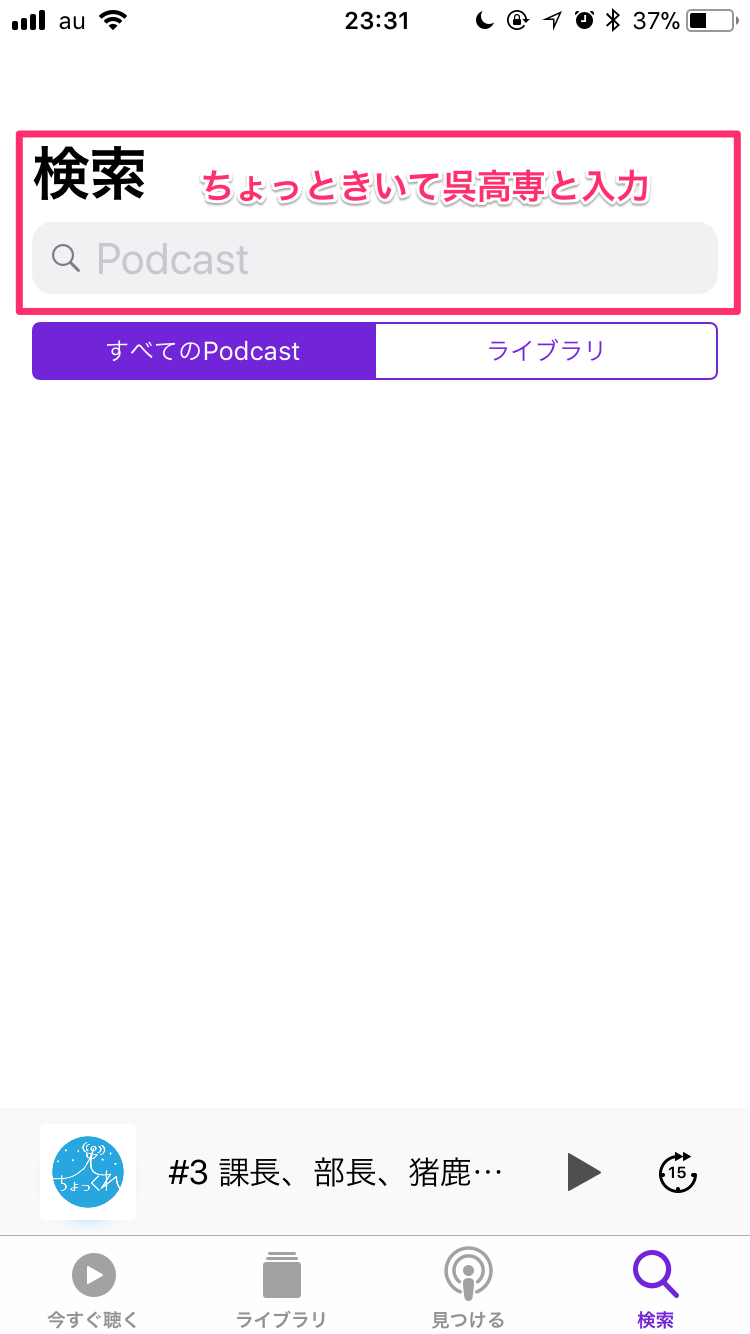 au 23:31 37%
検索
ちょっときいて呉高専と入力
Podcast
すべてのPodcast ライブラリ
ちょっくれ
#3 課長、部長、猪鹿…
15
今すぐ聴く ライブラリ 見つける 検索